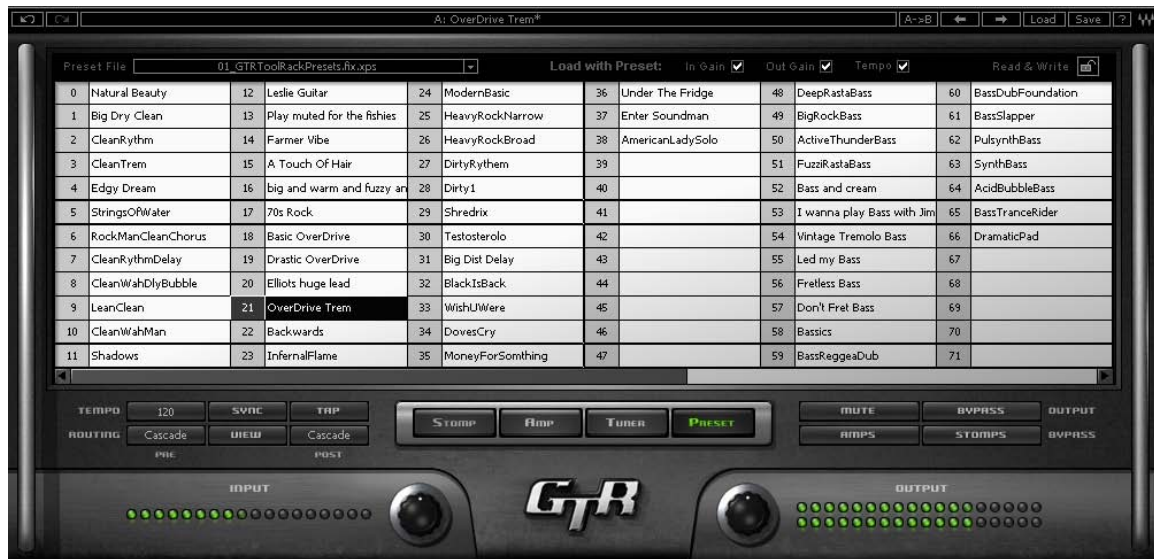 A: OverDrive Trem*
A->B Load Save ?
Preset File 01_GTRToolRackPresets.fix.xps Load with Preset: In Gain Out Gain Tempo Read & Write
0 Natural Beauty 12 Leslie Guitar 24 ModernBasic 36 Under The Fridge 48 DeepRastaBass 60 BassDubFoundation
1 Big Dry Clean 13 Play muted for the fishies 25 HeavyRockNarrow 37 Enter Soundman 49 BigRockBass 61 BassSlapper
2 CleanRythm 14 Farmer Vibe 26 HeavyRockBroad 38 AmericanLadySolo 50 ActiveThunderBass 62 PulsynthBass
3 CleanTrem 15 A Touch Of Hair 27 DirtyRythem 39 51 FuzziRastaBass 63 SynthBass
4 Edgy Dream 16 big and warm and fuzzy an 28 Dirty1 40 52 Bass and cream 64 AcidBubbleBass
5 StringsOfWater 17 70s Rock 29 Shredrix 41 53 I wanna play Bass with Jim 65 BassTranceRider
6 RockManCleanChorus 18 Basic OverDrive 30 Testosterolo 42 54 Vintage Tremolo Bass 66 DramaticPad
7 CleanRythmDelay 19 Drastic OverDrive 31 Big Dist Delay 43 55 Led my Bass 67
8 CleanWahDlyBubble 20 Elliots huge lead 32 BlackIsBack 44 56 Fretless Bass 68
9 LeanClean 21 OverDrive Trem 33 WishUWere 45 57 Don't Fret Bass 69
10 CleanWahMan 22 Backwards 34 DovesCry 46 58 Bassics 70
11 Shadows 23 InfernalFlame 35 MoneyForSomthing 47 59 BassReggeaDub 71
TEMPO 120 SYNC TAP
ROUTING Cascade VIEW Cascade
PRE POST
Stomp Amp Tuner Preset
MUTE BYPASS OUTPUT
AMPS STOMPS BYPASS
INPUT
GTR
OUTPUT